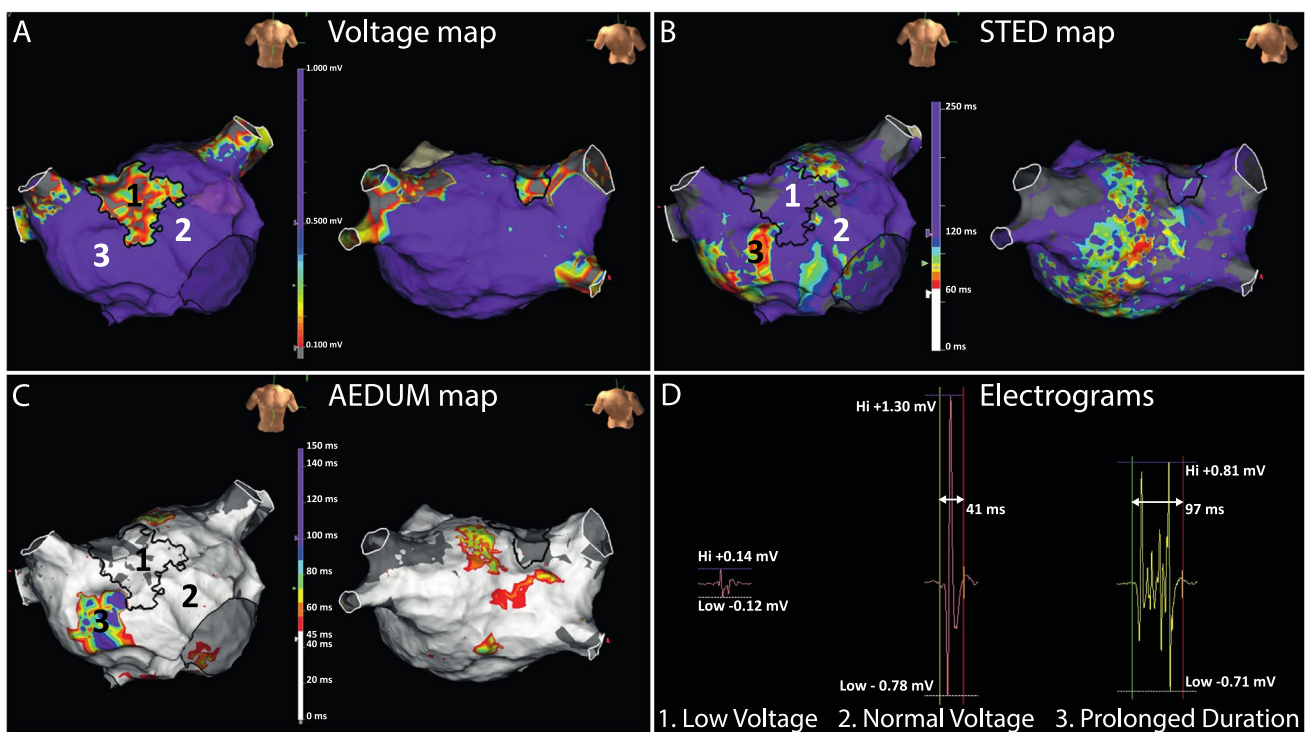 A
Voltage map
1.000 mV
0.500 mV
0.100 mV
1
2
3
B
STED map
250 ms
120 ms
60 ms
0 ms
1
2
3
C
AEDUM map
150 ms
140 ms
120 ms
100 ms
80 ms
60 ms
45 ms
40 ms
20 ms
0 ms
1
2
3
D
Electrograms
Hi +0.14 mV
Low -0.12 mV
Hi +1.30 mV
41 ms
Low - 0.78 mV
Hi +0.81 mV
97 ms
Low -0.71 mV
1. Low Voltage 2. Normal Voltage 3. Prolonged Duration